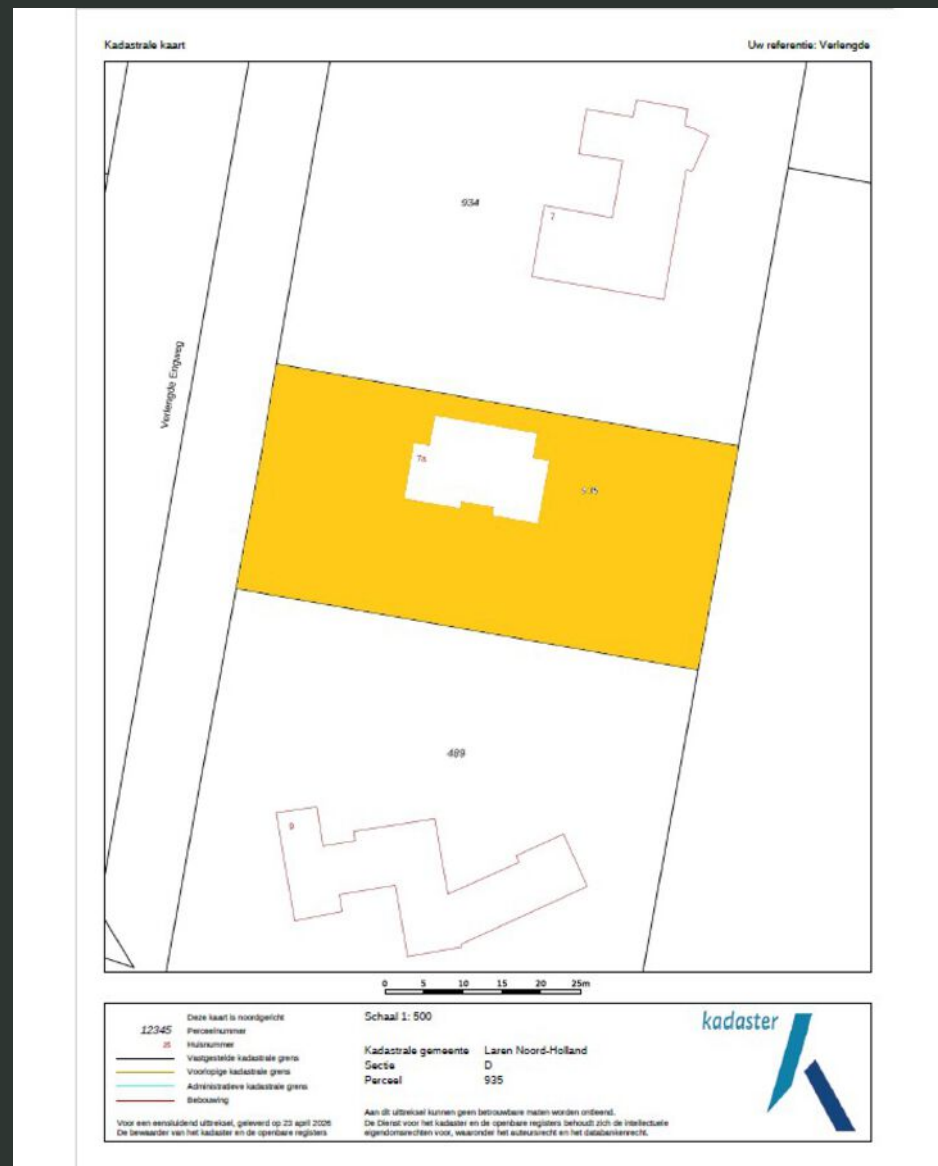 Kadastrale kaart
Uw referentie: Verlengde
934
7
Verlengde Engweg
7a
489
9
0 5 10 15 20 25m
Deze kaart is noordgericht
12345 Perceelnummer
25 Huisnummer
Vastgestelde kadastrale grens
Voorlopige kadastrale grens
Administratieve kadastrale grens
Bebouwing
Voor een eensluidend uittreksel, geleverd op 23 april 2026
De bewaarder van het kadaster en de openbare registers
Schaal 1: 500
Kadastrale gemeente Laren Noord-Holland
Sectie D
Perceel 935
Aan dit uittreksel kunnen geen betrouwbare maten worden ontleend.
De Dienst voor het kadaster en de openbare registers behoudt zich de intellectuele
eigendomsrechten voor, waaronder het auteursrecht en het databankenrecht.
kadaster